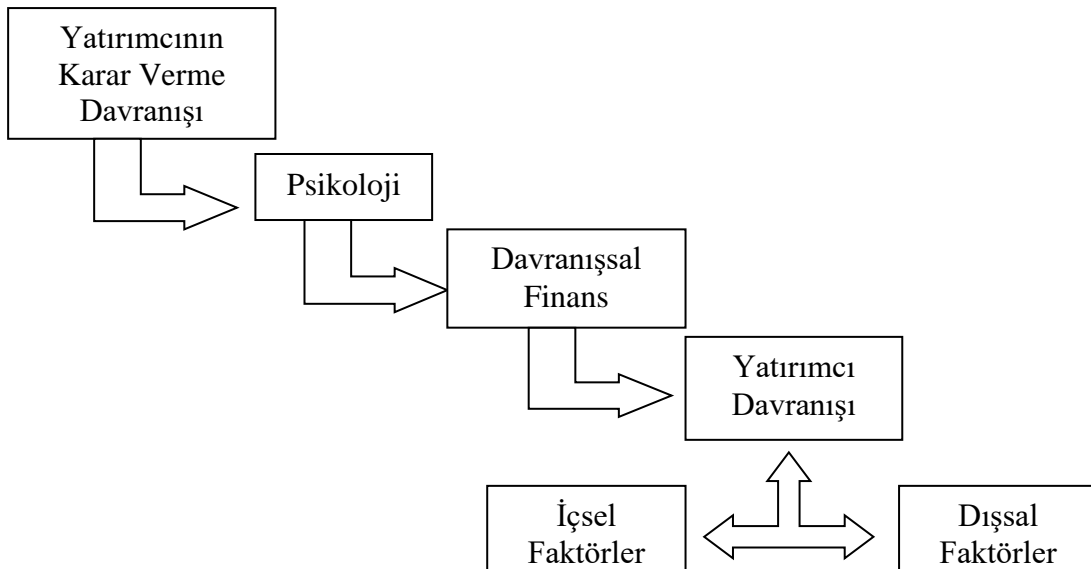 Yatırımcının
Karar Verme
Davranışı
Psikoloji
Davranışsal
Finans
Yatırımcı
Davranışı
İçsel
Faktörler
Dışsal
Faktörler